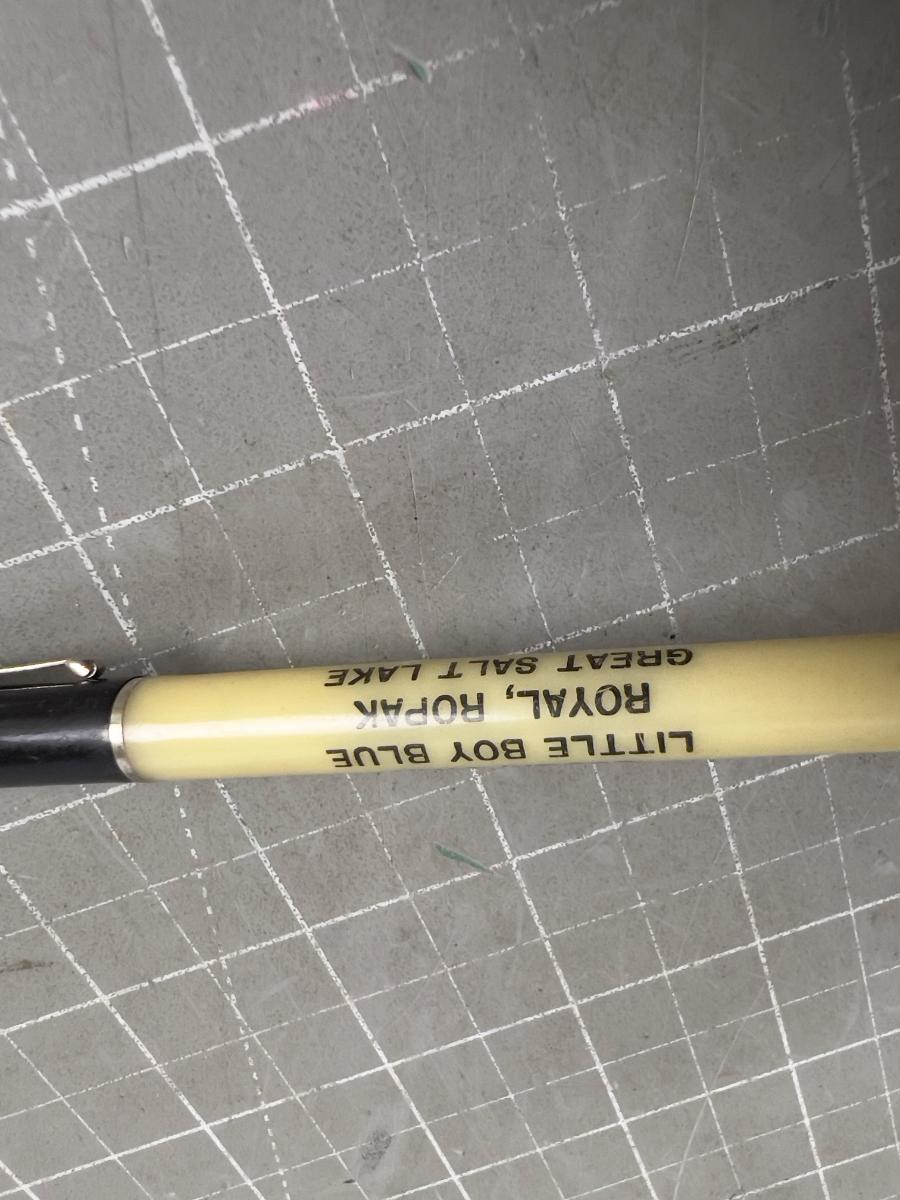 LITTLE BOY BLUE
ROYAL, ROPAK
GREAT SALT LAKE